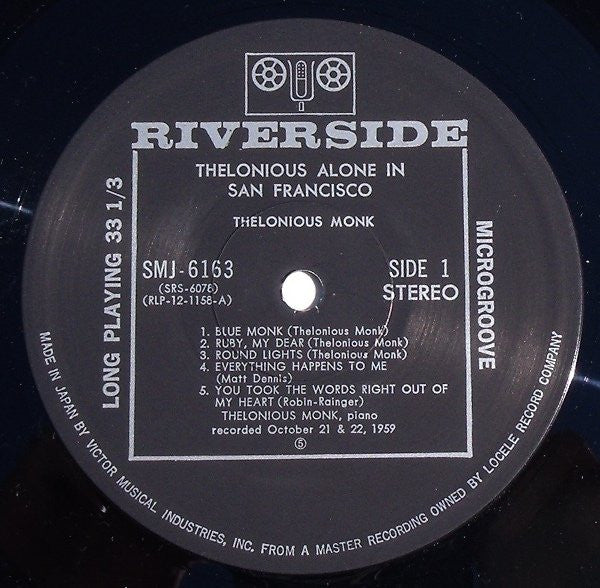 RIVERSIDE
THELONIOUS ALONE IN
SAN FRANCISCO
THELONIOUS MONK
SMJ-6163
(SRS-6078)
(RLP-12-1158-A)
SIDE 1
STEREO
1. BLUE MONK (Thelonious Monk)
2. RUBY, MY DEAR (Thelonious Monk)
3. ROUND LIGHTS (Thelonious Monk)
4. EVERYTHING HAPPENS TO ME
(Matt Dennis)
5. YOU TOOK THE WORDS RIGHT OUT OF
MY HEART (Robin-Rainger)
THELONIOUS MONK, piano
recorded October 21 & 22, 1959
Ⓢ
LONG PLAYING 33 1/3
MICROGROOVE
MADE IN JAPAN BY VICTOR MUSICAL INDUSTRIES, INC. FROM A MASTER RECORDING OWNED BY LOCELE RECORD COMPANY